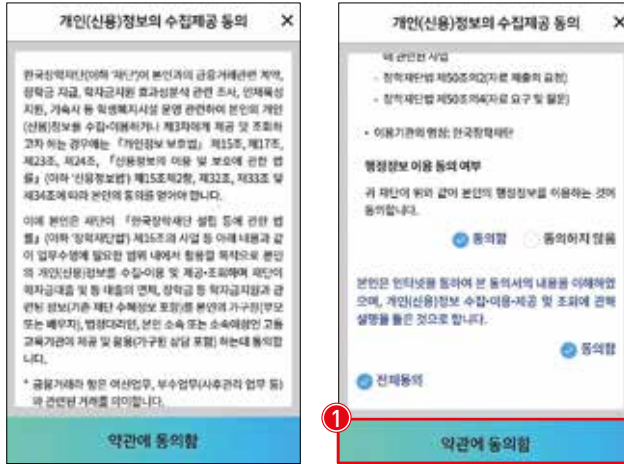 개인(신용)정보의 수집제공 동의 ×
한국장학재단(이하 '재단')이 본인과의 금융거래관련 계약,
장학금 지급, 학자금지원 효과성분석 관련 조사, 인재육성
지원, 기숙사 등 학생복지시설 운영 관련하여 본인의 개인
(신용)정보를 수집·이용하거나 제3자에게 제공 및 조회하
고자 하는 경우에는 「개인정보 보호법」 제15조, 제17조,
제23조, 제24조, 「신용정보의 이용 및 보호에 관한 법
률」(이하 '신용정보법') 제15조제2항, 제32조, 제33조 및
제34조에 따라 본인의 동의를 얻어야 합니다.
이에 본인은 재단이 「한국장학재단 설립 등에 관한 법
률」(이하 '장학재단법') 제16조의 사업 등 아래 내용과 같
이 업무수행에 필요한 범위 내에서 활용할 목적으로 본인
의 개인(신용)정보를 수집·이용 및 제공·조회하며 재단이
학자금대출 및 동 대출의 연체, 장학금 등 학자금지원과 관
련된 정보(기존 재단 수혜정보 포함)를 본인의 가구원(부모
또는 배우자), 법정대리인, 본인 소속 또는 소속예정인 고등
교육기관에 제공 및 활용(가구원 상담 포함) 하는데 동의합
니다.
* 금융거래라 함은 여신업무, 부수업무(사후관리 업무 등)
와 관련된 거래를 의미합니다.
약관에 동의함
개인(신용)정보의 수집제공 동의 ×
에 관련한 사업
- 장학재단법 제50조의2(자료 제출의 요청)
- 장학재단법 제50조의4(자료 요구 및 질문)
• 이용기관의 명칭: 한국장학재단
행정정보 이용 동의 여부
귀 재단이 위와 같이 본인의 행정정보를 이용하는 것에
동의합니다.
동의함 동의하지 않음
본인은 인터넷을 통하여 본 동의서의 내용을 이해하였
으며, 개인(신용)정보 수집·이용·제공 및 조회에 관해
설명을 들은 것으로 합니다.
동의함
전체동의
1
약관에 동의함